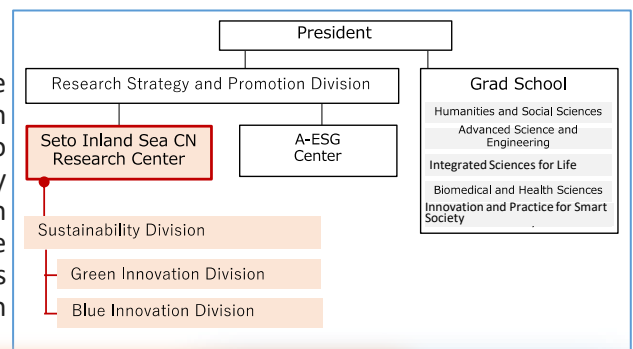 President
Research Strategy and Promotion Division
Seto Inland Sea CN
Research Center
A-ESG
Center
Grad School
Humanities and Social Sciences
Advanced Science and
Engineering
Integrated Sciences for Life
Biomedical and Health Sciences
Innovation and Practice for Smart
Society
Sustainability Division
Green Innovation Division
Blue Innovation Division